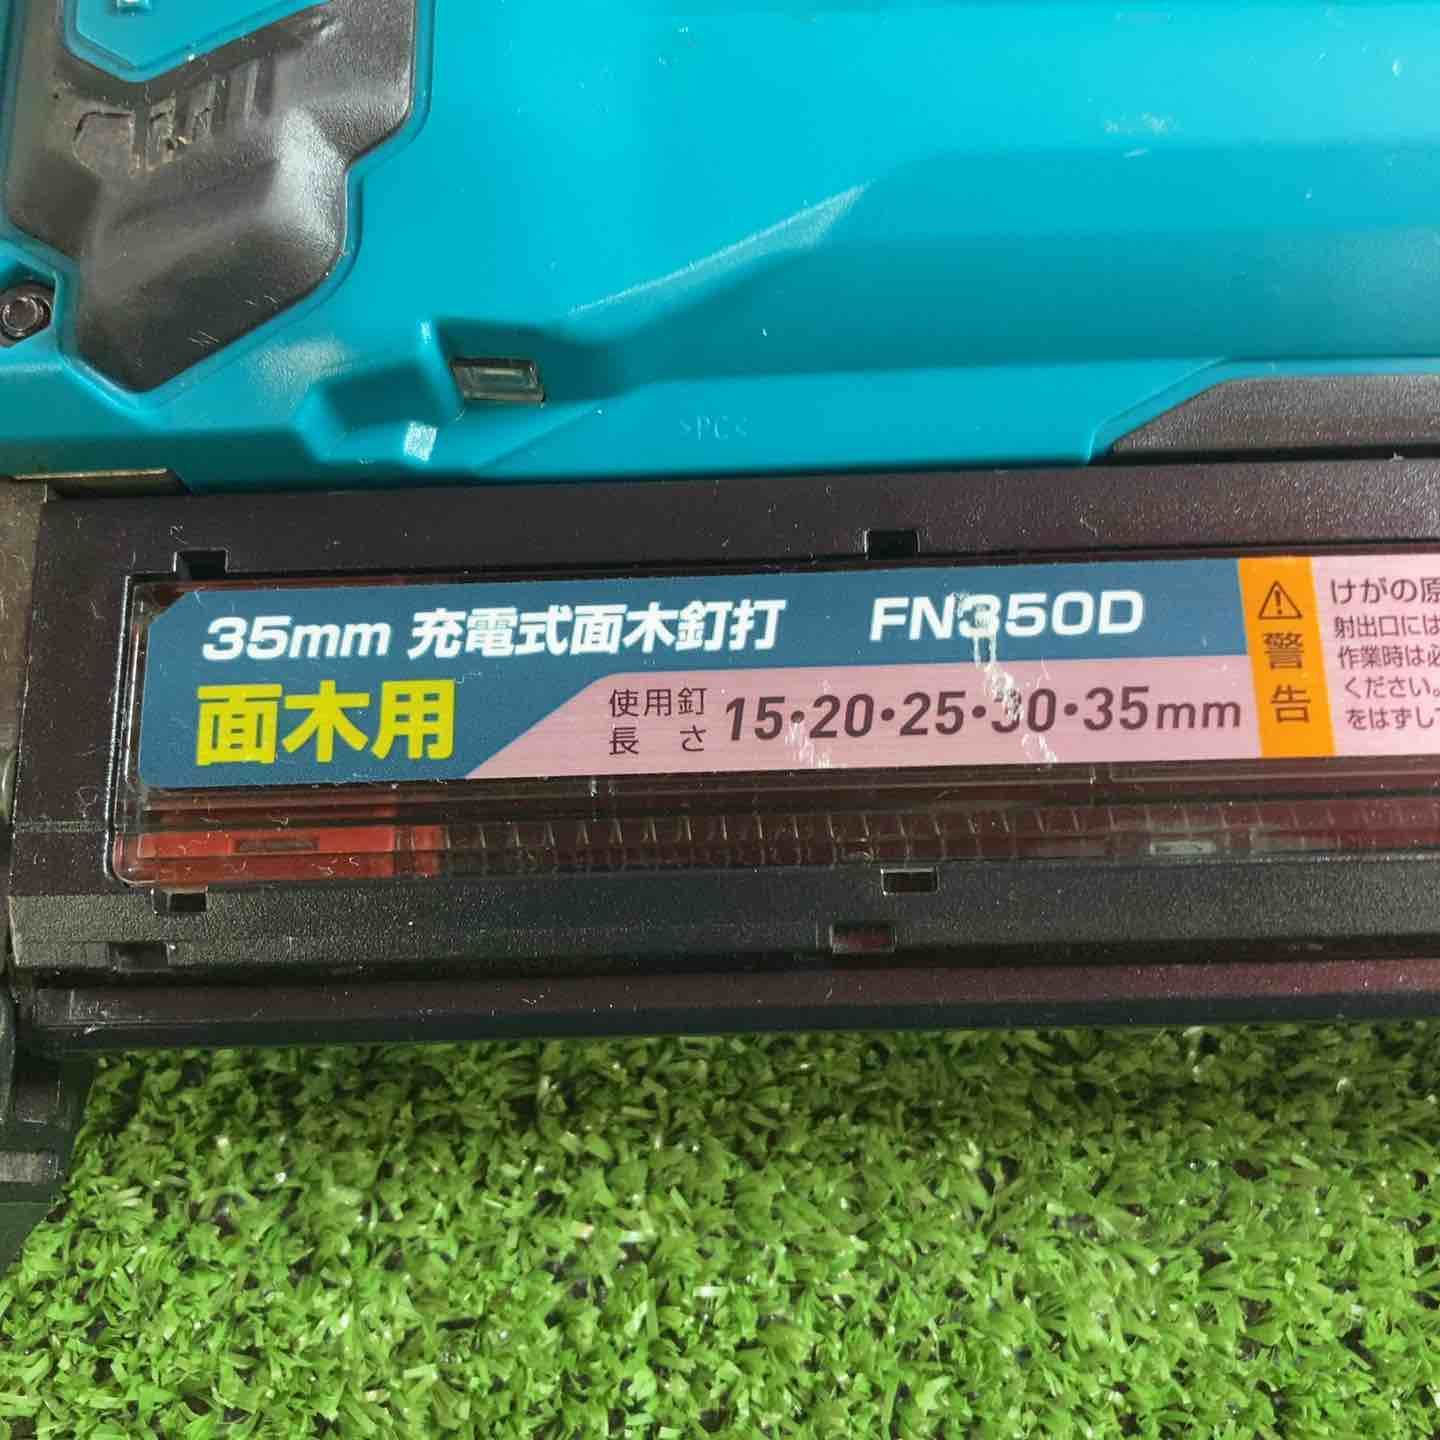 >PC<
35mm 充電式面木釘打 FN350D
面木用
使用釘
長さ 15・20・25・30・35mm
警告
けがの原
射出口には
作業時は必
ください。
をはずして